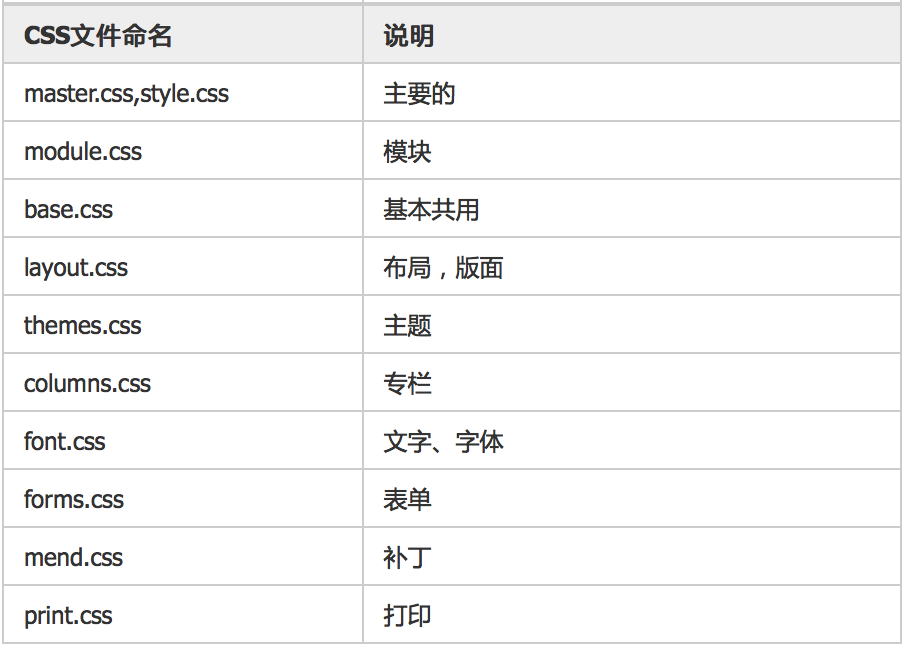 CSS文件命名 说明
master.css,style.css 主要的
module.css 模块
base.css 基本共用
layout.css 布局，版面
themes.css 主题
columns.css 专栏
font.css 文字、字体
forms.css 表单
mend.css 补丁
print.css 打印